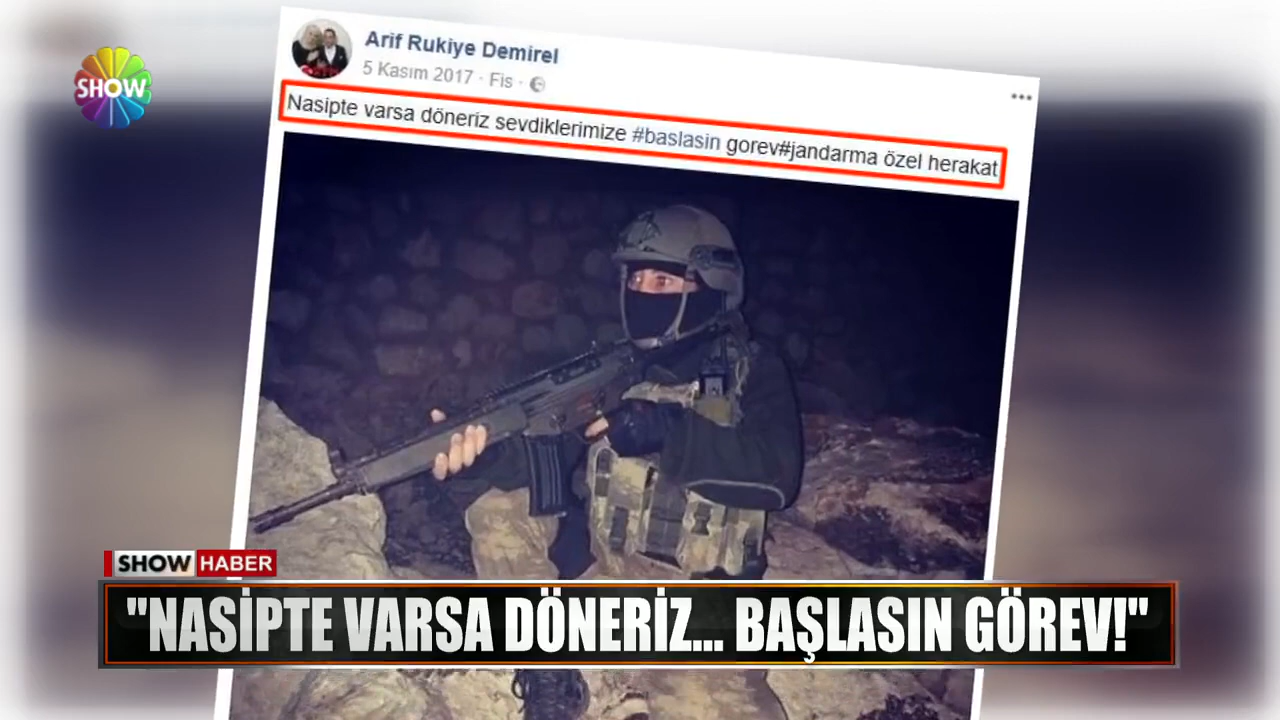 SHOW
Arif Rukiye Demirel
5 Kasım 2017 · Fis ·
Nasipte varsa döneriz sevdiklerimize #baslasin gorev#jandarma özel herakat
SHOW HABER
"NASİPTE VARSA DÖNERİZ... BAŞLASIN GÖREV!"